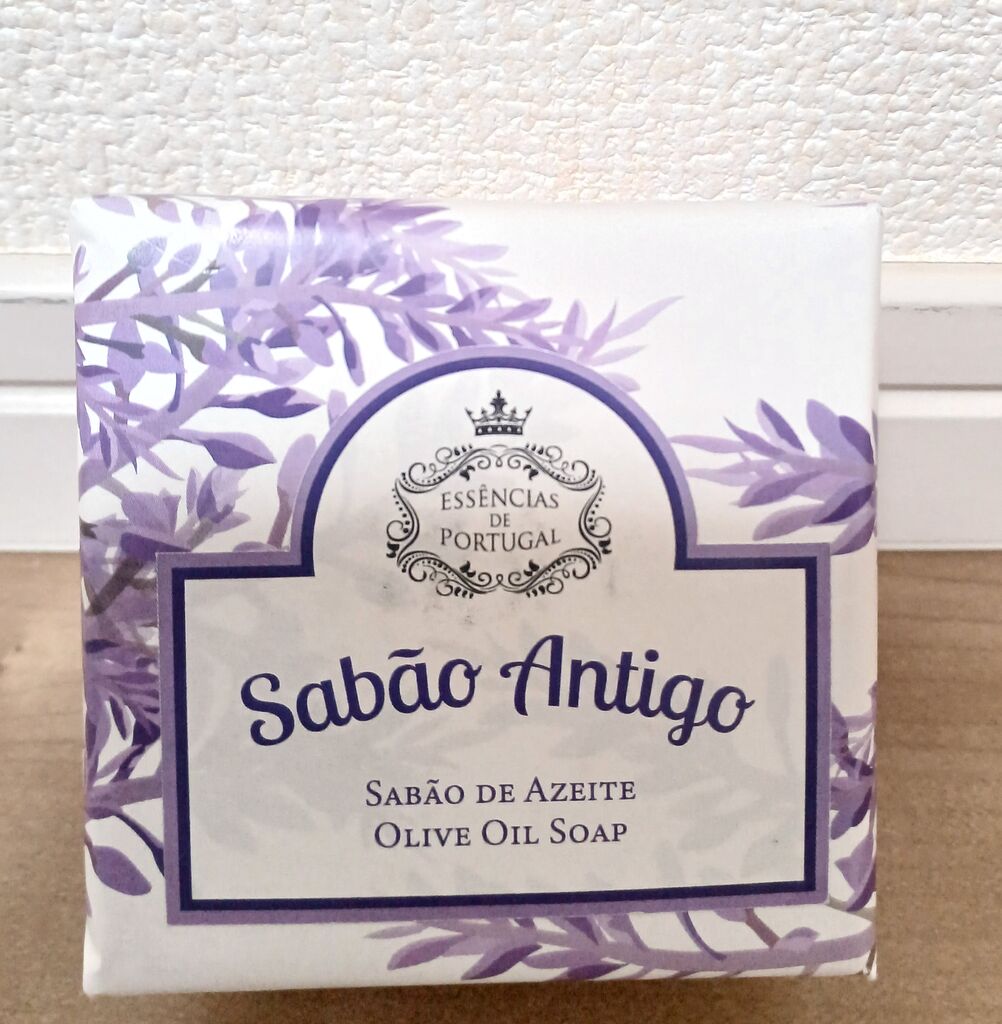 ESSÊNCIAS
DE
PORTUGAL
Sabão Antigo
SABÃO DE AZEITE
OLIVE OIL SOAP